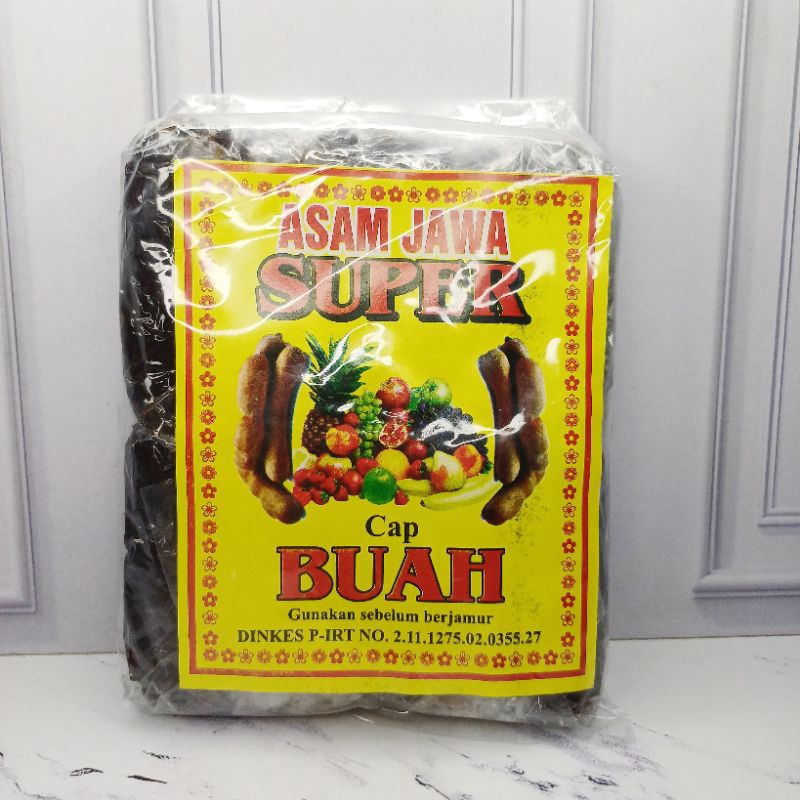 ASAM JAWA
SUPER
Cap
BUAH
Gunakan sebelum berjamur
DINKES P-IRT NO. 2.11.1275.02.0355.27